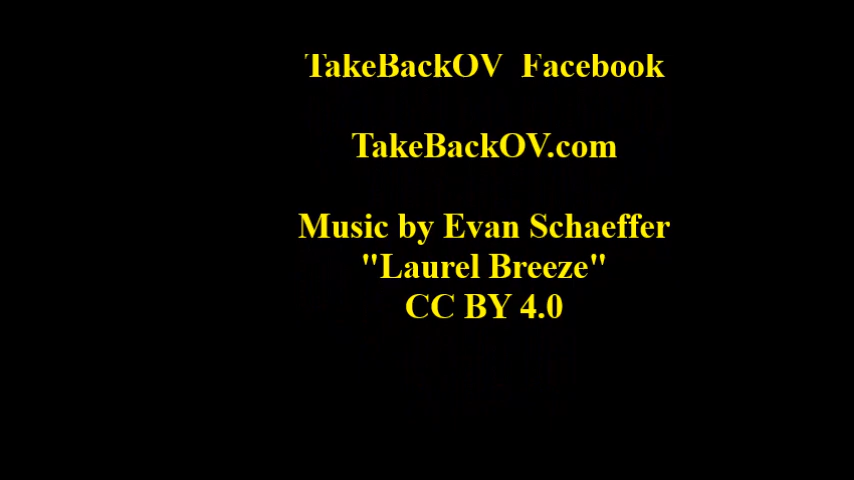 TakeBackOV Facebook
TakeBackOV.com
Music by Evan Schaeffer
"Laurel Breeze"
CC BY 4.0